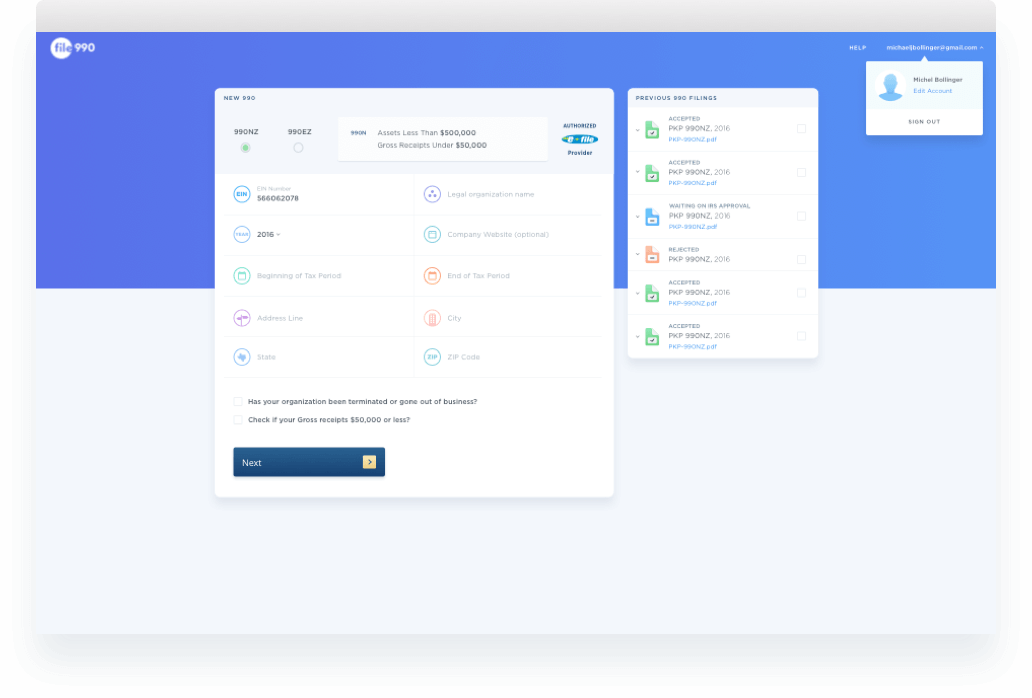 file 990
HELP
michaeljbollinger@gmail.com
Michel Bollinger
Edit Account
SIGN OUT
NEW 990
990NZ
990EZ
990N
Assets Less Than $500,000
Gross Receipts Under $50,000
AUTHORIZED
e-file
Provider
EIN
EIN Number
566062078
Legal organization name
YEAR
2016
Company Website (optional)
Beginning of Tax Period
End of Tax Period
Address Line
City
State
ZIP
ZIP Code
Has your organization been terminated or gone out of business?
Check if your Gross receipts $50,000 or less?
Next
PREVIOUS 990 FILINGS
ACCEPTED
PKP 990NZ, 2016
PKP-990NZ.pdf
ACCEPTED
PKP 990NZ, 2016
PKP-990NZ.pdf
WAITING ON IRS APPROVAL
PKP 990NZ, 2016
PKP-990NZ.pdf
REJECTED
PKP 990NZ, 2016
ACCEPTED
PKP 990NZ, 2016
PKP-990NZ.pdf
ACCEPTED
PKP 990NZ, 2016
PKP-990NZ.pdf